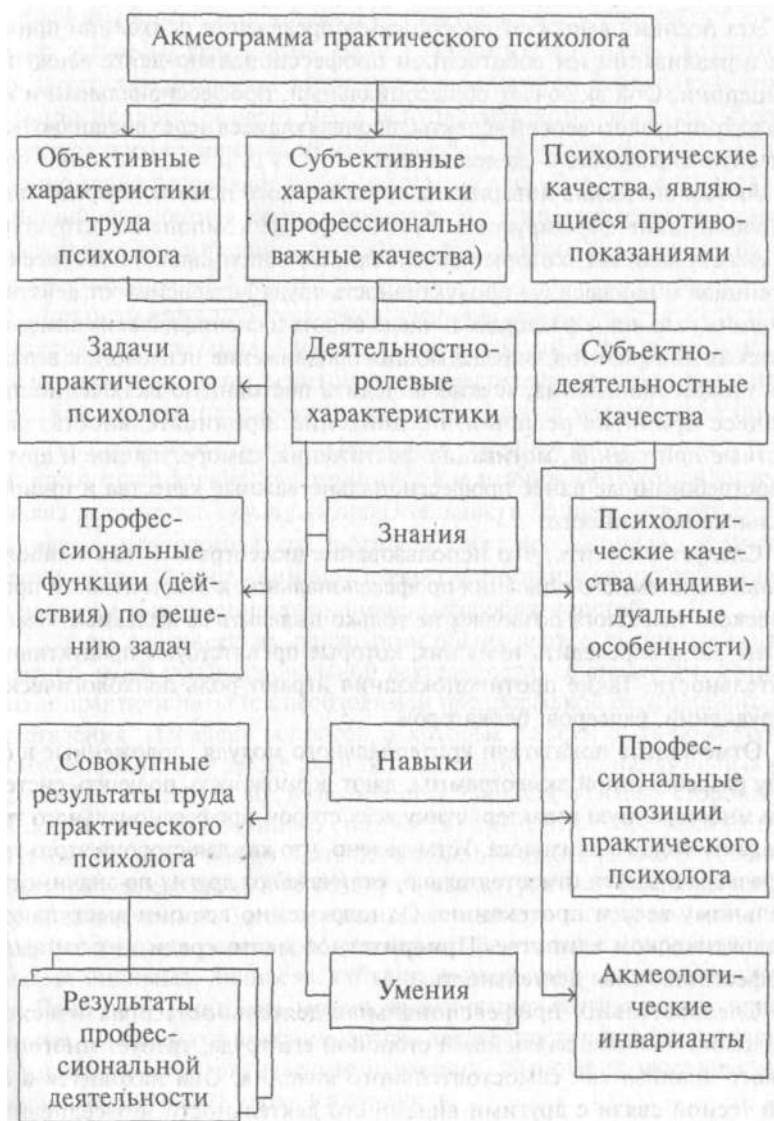 Акмеограмма практического психолога
Объективные
характеристики
труда
психолога
Субъективные
характеристики
(профессионально
важные качества)
Психологические
качества, являю-
щиеся противо-
показаниями
Задачи
практического
психолога
Деятельностно-
ролевые
характеристики
Субъектно-
деятельностные
качества
Профес-
сиональные
функции (дей-
ствия) по реше-
нию задач
Знания
Психологи-
ческие каче-
ства (индиви-
дуальные
особенности)
Совокупные
результаты труда
практического
психолога
Навыки
Профес-
сиональные
позиции
практического
психолога
Результаты
профес-
сиональной
деятельности
Умения
Акмеологи-
ческие
инварианты